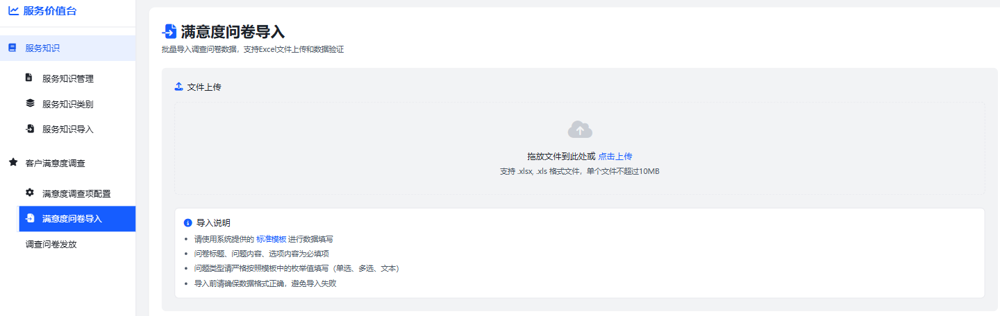 服务价值台
服务知识
服务知识管理
服务知识类别
服务知识导入
客户满意度调查
满意度调查项配置
满意度问卷导入
调查问卷发放
满意度问卷导入
批量导入调查问卷数据，支持Excel文件上传和数据验证
文件上传
拖放文件到此处或 点击上传
支持 .xlsx, .xls 格式文件，单个文件不超过10MB
导入说明
请使用系统提供的 标准模板 进行数据填写
问卷标题、问题内容、选项内容为必填项
问题类型请严格按照模板中的枚举值填写（单选、多选、文本）
导入前请确保数据格式正确，避免导入失败